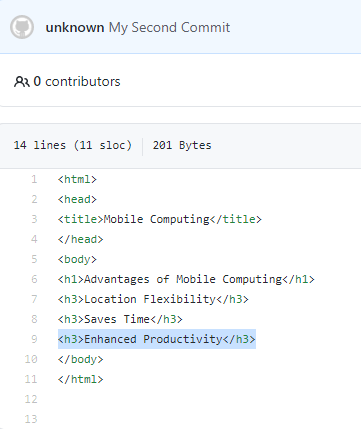 unknown My Second Commit
0 contributors
14 lines (11 sloc) 201 Bytes
1 <html>
2 <head>
3 <title>Mobile Computing</title>
4 </head>
5 <body>
6 <h1>Advantages of Mobile Computing</h1>
7 <h3>Location Flexibility</h3>
8 <h3>Saves Time</h3>
9 <h3>Enhanced Productivity</h3>
10 </body>
11 </html>
12
13